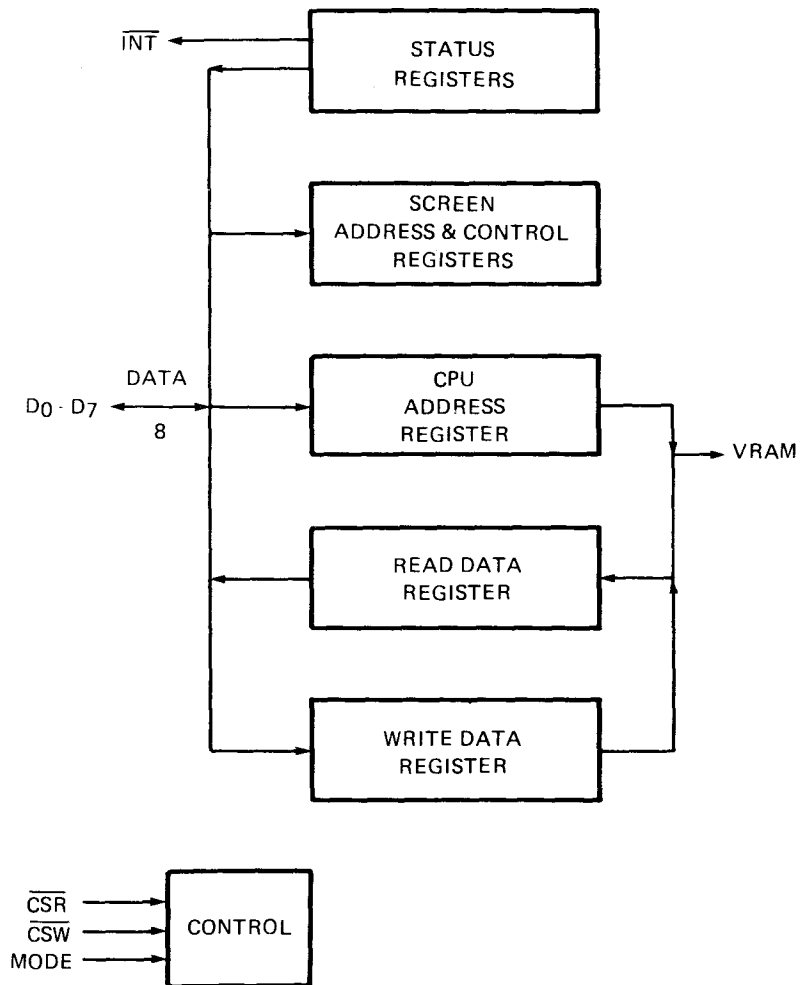 INT
STATUS
REGISTERS
SCREEN
ADDRESS & CONTROL
REGISTERS
DATA
D0 - D7
8
CPU
ADDRESS
REGISTER
VRAM
READ DATA
REGISTER
WRITE DATA
REGISTER
CSR
CSW
MODE
CONTROL